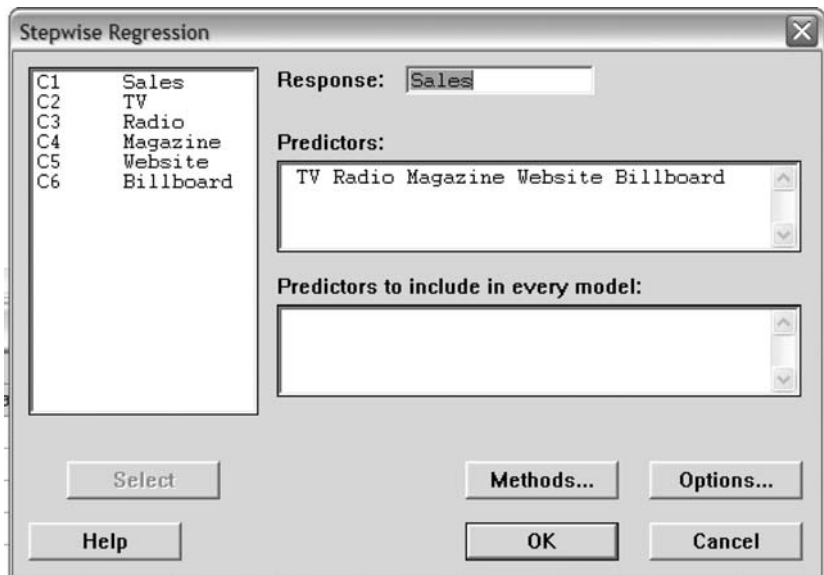 Stepwise Regression
C1 Sales
C2 TV
C3 Radio
C4 Magazine
C5 Website
C6 Billboard
Response: Sales
Predictors:
TV Radio Magazine Website Billboard
Predictors to include in every model:
Select
Methods...
Options...
Help
OK
Cancel